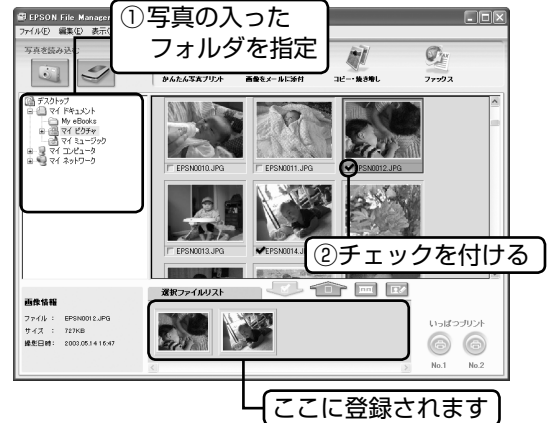 EPSON File Manager
ファイル(F) 編集(E) 表示(
①写真の入った
フォルダを指定
写真を読み込む
かんたん写真プリント 画像をメールに添付 コピー・焼き増し ファックス
デスクトップ
マイ ドキュメント
My eBooks
マイ ピクチャ
マイ ミュージック
マイ コンピュータ
マイ ネットワーク
EPSN0010.JPG EPSN0011.JPG PSN0012.JPG
EPSN0013.JPG EPSN0014.J
②チェックを付ける
選択ファイルリスト
画像情報
ファイル : EPSN0012.JPG
サイズ : 727KB
撮影日時: 2003.05.14 16:47
いっぱつプリント
No.1 No.2
ここに登録されます